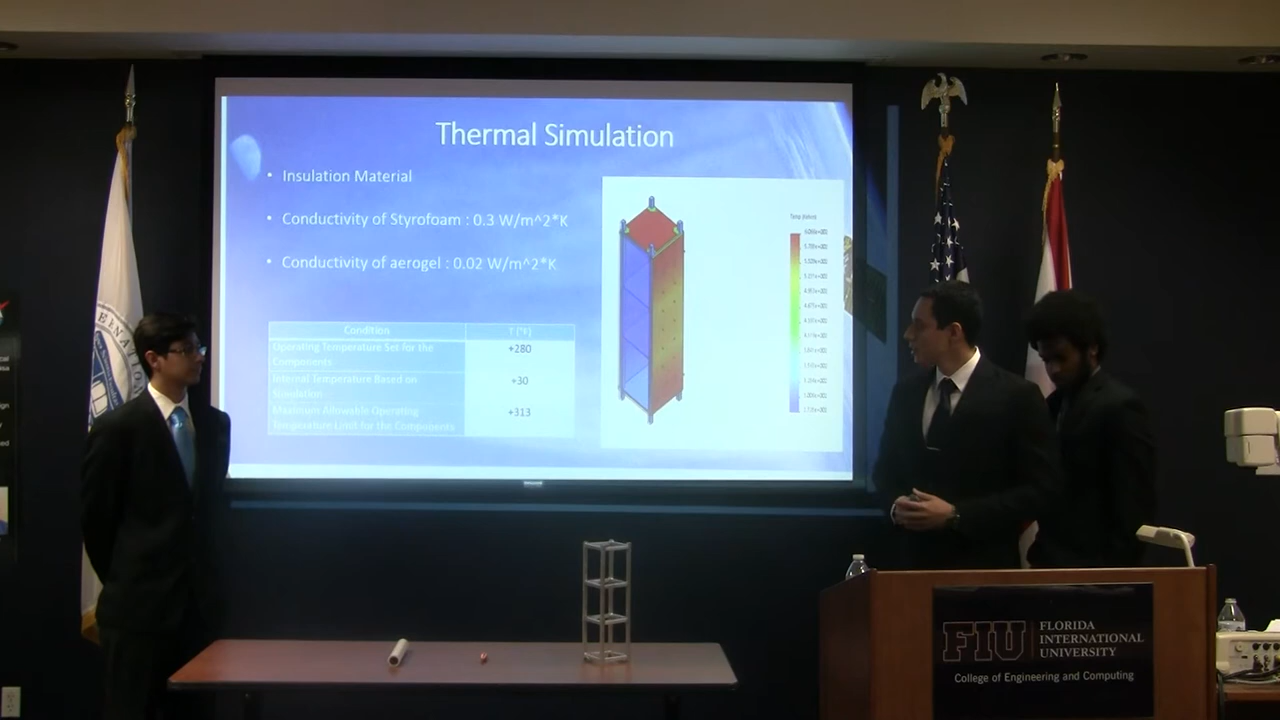 Thermal Simulation
• Insulation Material
• Conductivity of Styrofoam : 0.3 W/m^2*K
• Conductivity of aerogel : 0.02 W/m^2*K
Condition T (°F)
Operating Temperature Set for the
Components
+280
Internal Temperature Based on
Simulation
+30
Maximum Allowable Operating
Temperature Limit for the Components
+313
Temp (Kelvin)
FIU
FLORIDA
INTERNATIONAL
UNIVERSITY
College of Engineering and Computing